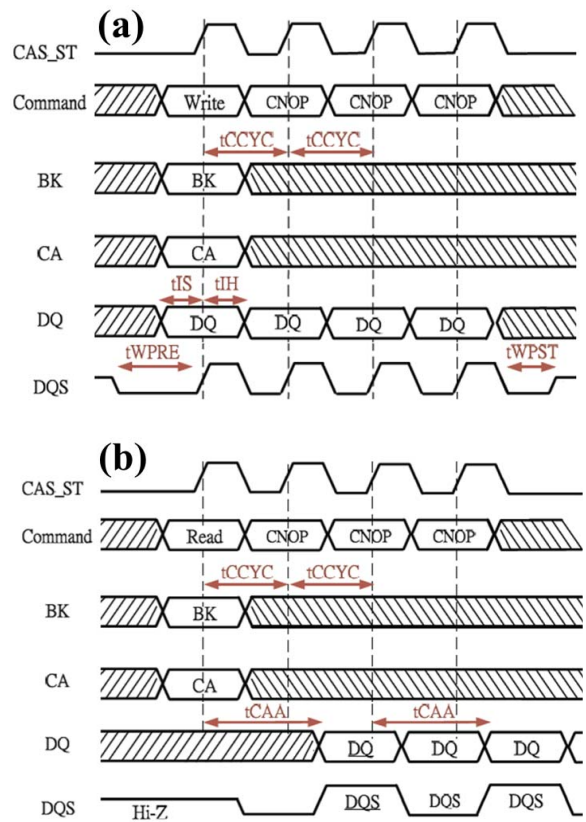 (a)
CAS_ST
Command Write CNOP CNOP CNOP
tCCYC tCCYC
BK BK
CA CA
tIS tIH
DQ DQ DQ DQ DQ
tWPRE tWPST
DQS
(b)
CAS_ST
Command Read CNOP CNOP CNOP
tCCYC tCCYC
BK BK
CA CA
tCAA tCAA
DQ DQ DQ DQ
DQS Hi-Z DQS DQS DQS